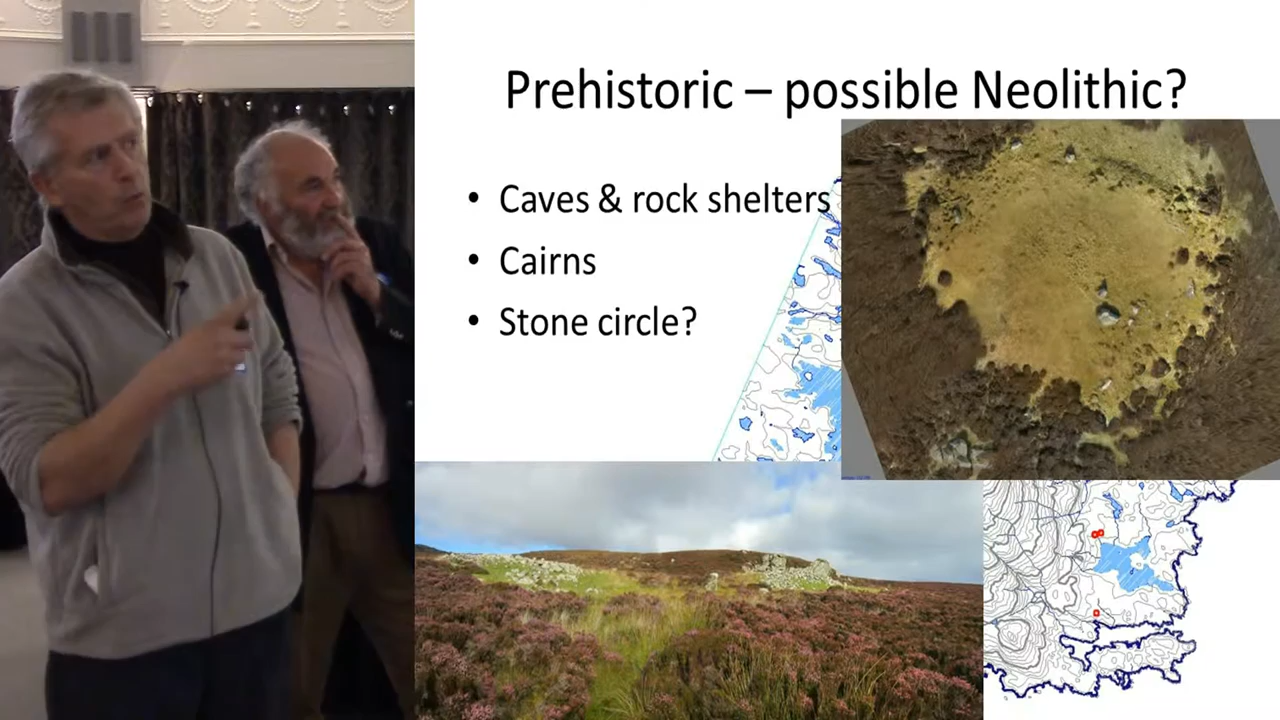 Prehistoric – possible Neolithic?
• Caves & rock shelters
• Cairns
• Stone circle?